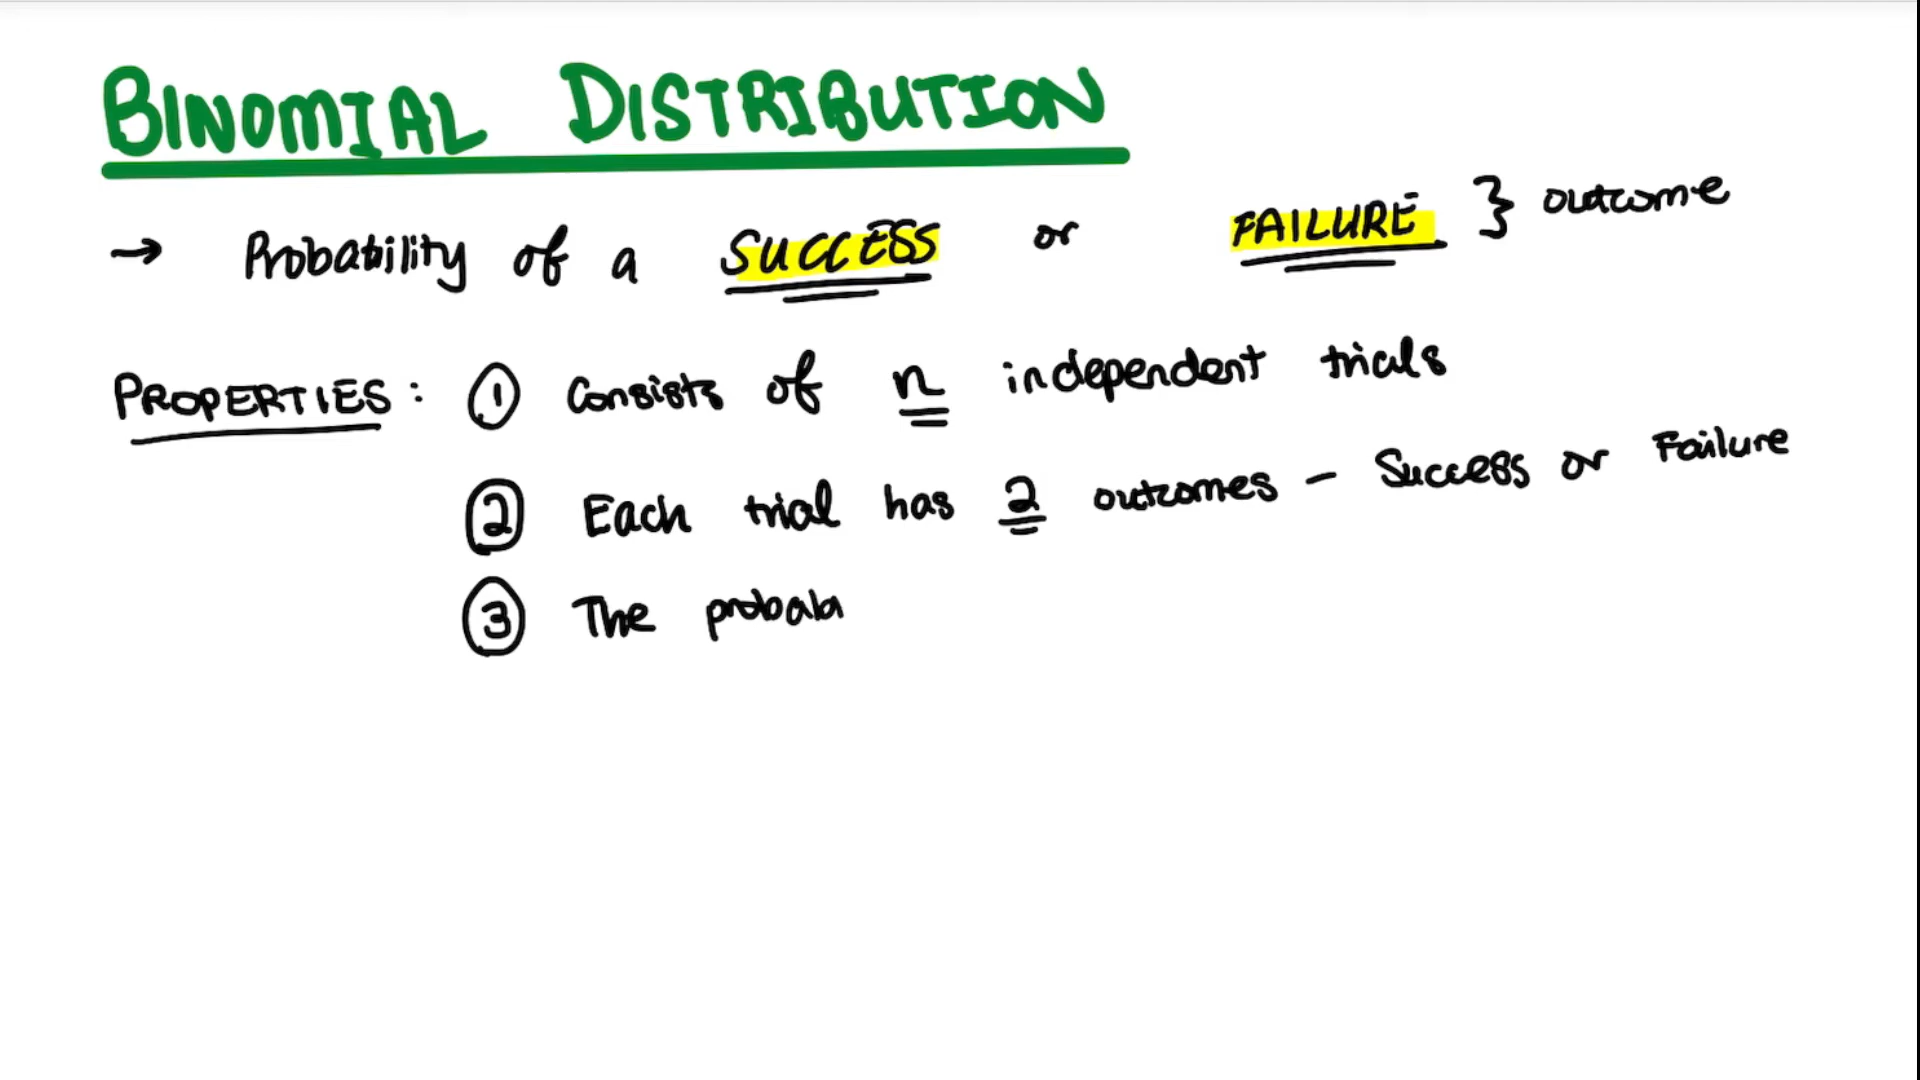 BINOMIAL DISTRIBUTION
→ Probability of a SUCCESS or FAILURE } outcome
PROPERTIES: ① Consists of n independent trials
② Each trial has 2 outcomes - Success or Failure
③ The probabi